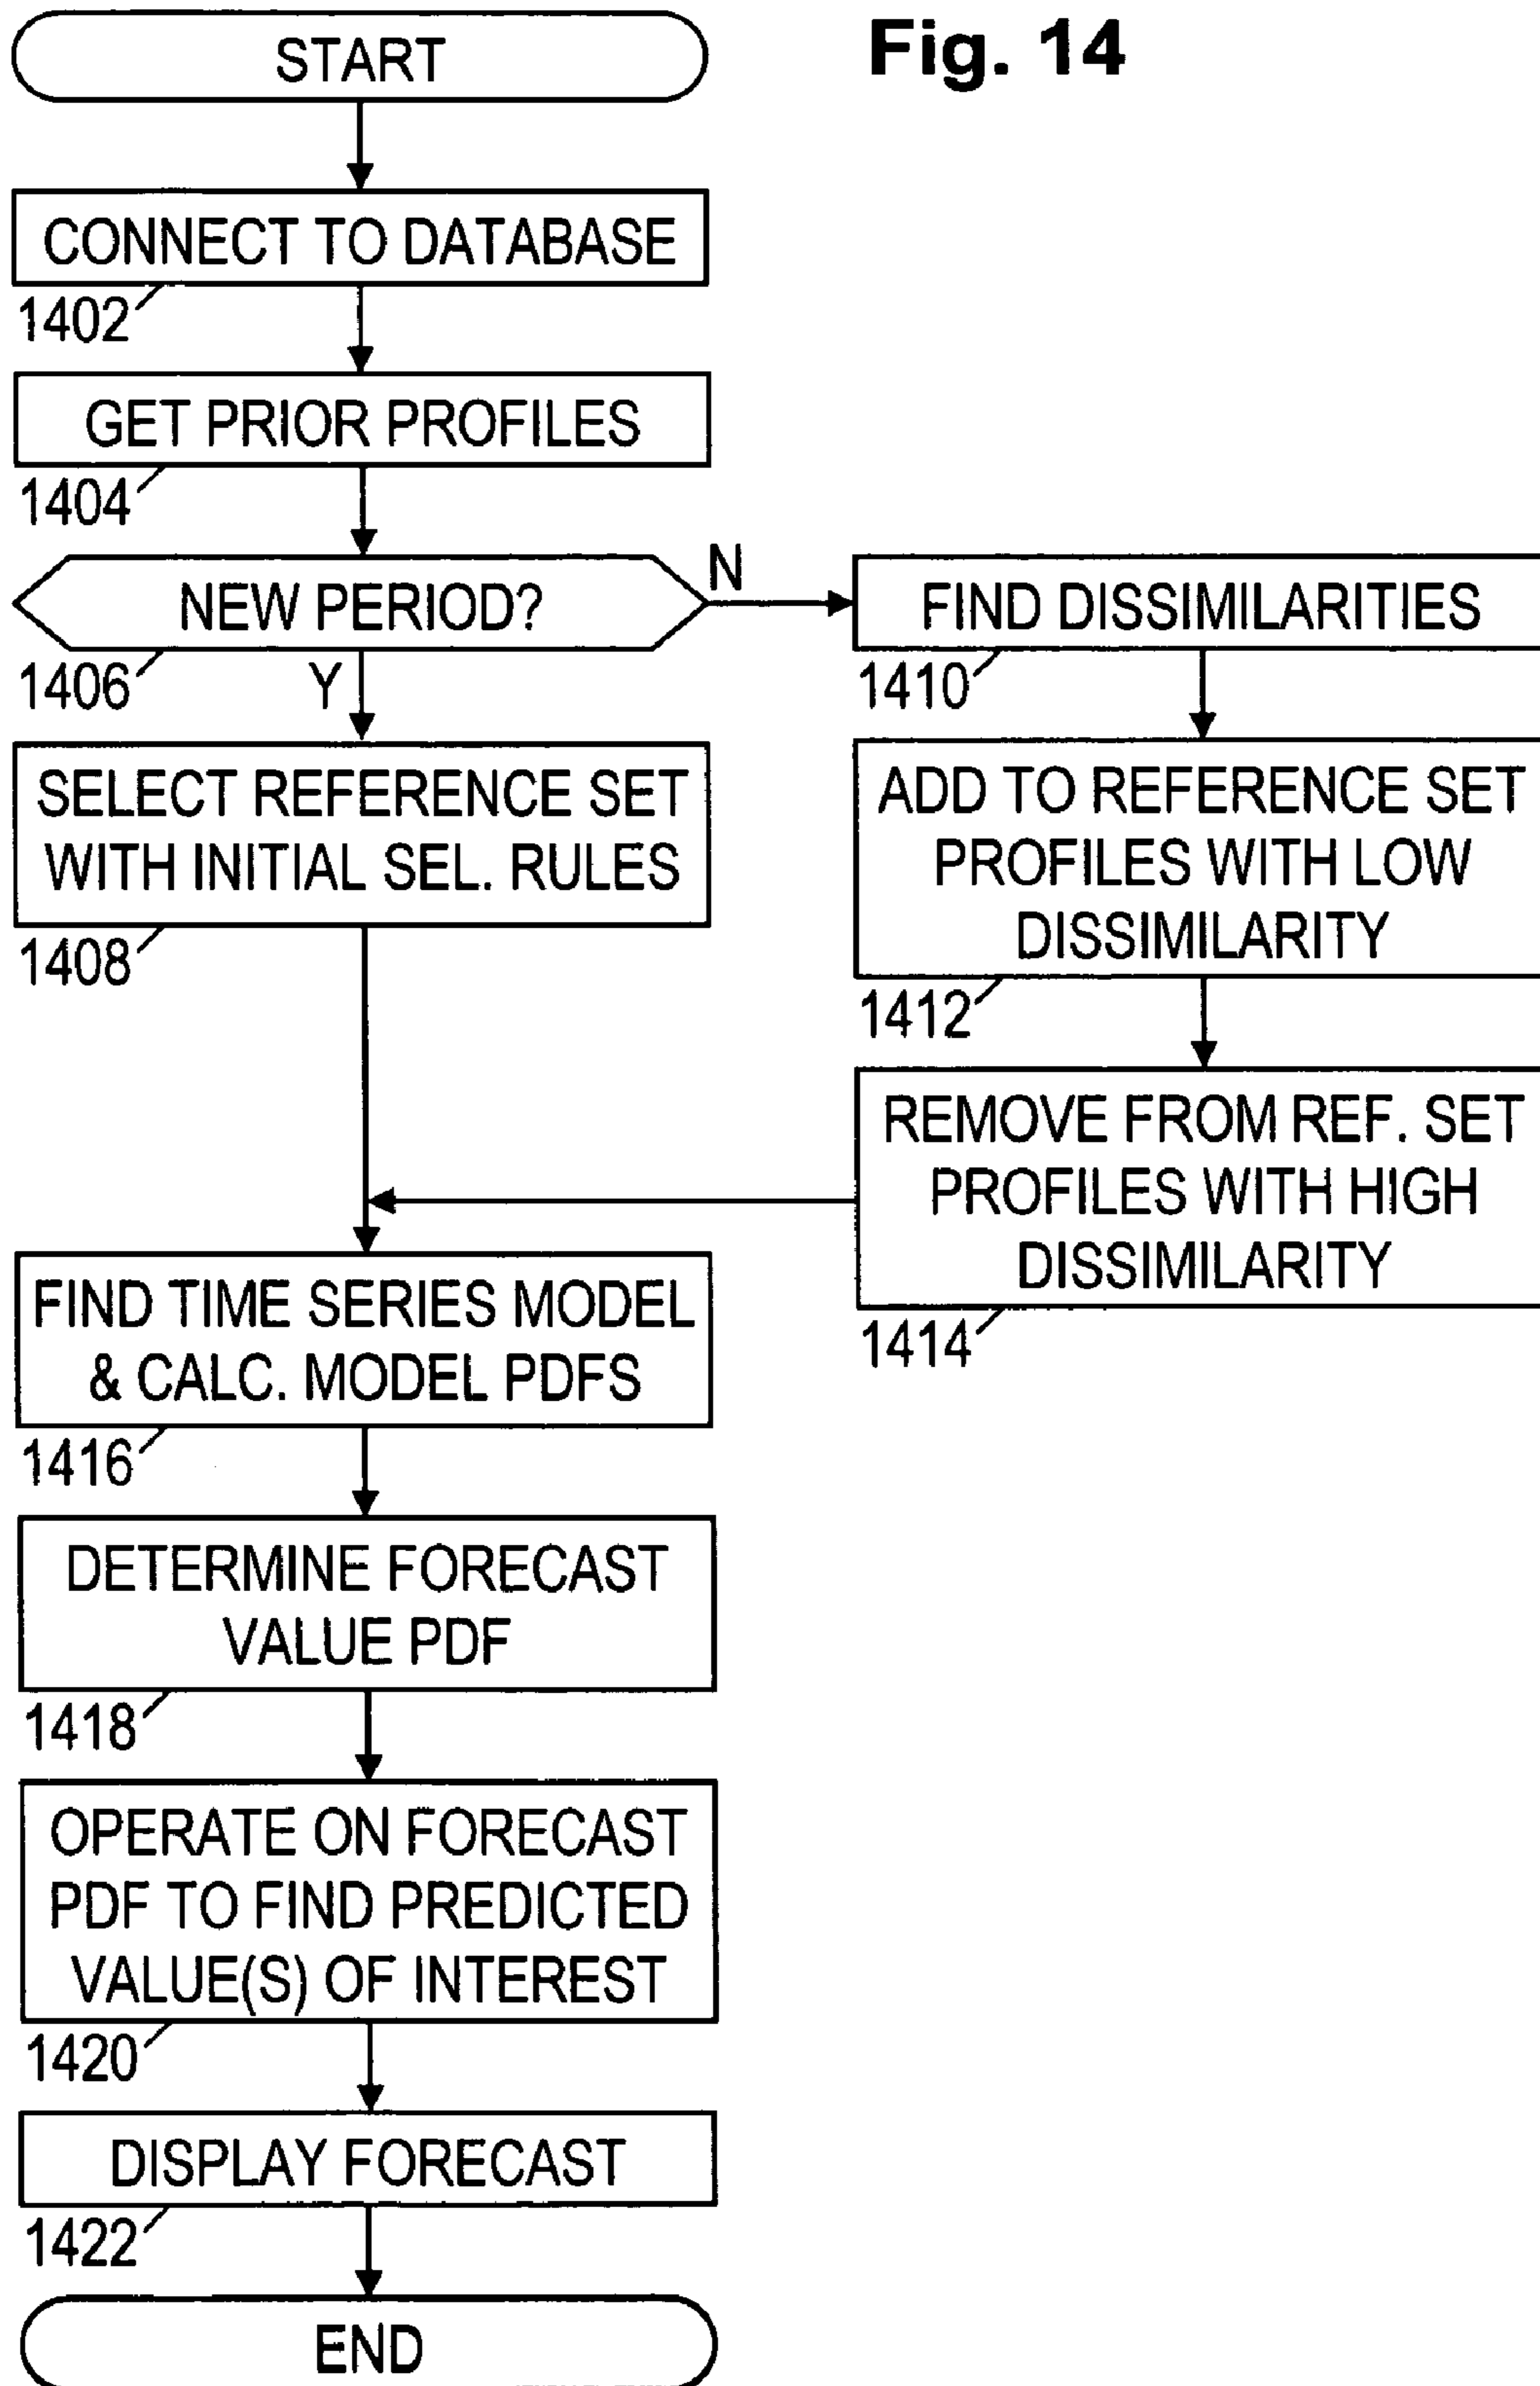 Fig. 14
START
CONNECT TO DATABASE
1402
GET PRIOR PROFILES
1404
NEW PERIOD?
N
1406
Y
FIND DISSIMILARITIES
1410
SELECT REFERENCE SET
WITH INITIAL SEL. RULES
1408
ADD TO REFERENCE SET
PROFILES WITH LOW
DISSIMILARITY
1412
REMOVE FROM REF. SET
PROFILES WITH HIGH
DISSIMILARITY
1414
FIND TIME SERIES MODEL
& CALC. MODEL PDFS
1416
DETERMINE FORECAST
VALUE PDF
1418
OPERATE ON FORECAST
PDF TO FIND PREDICTED
VALUE(S) OF INTEREST
1420
DISPLAY FORECAST
1422
END